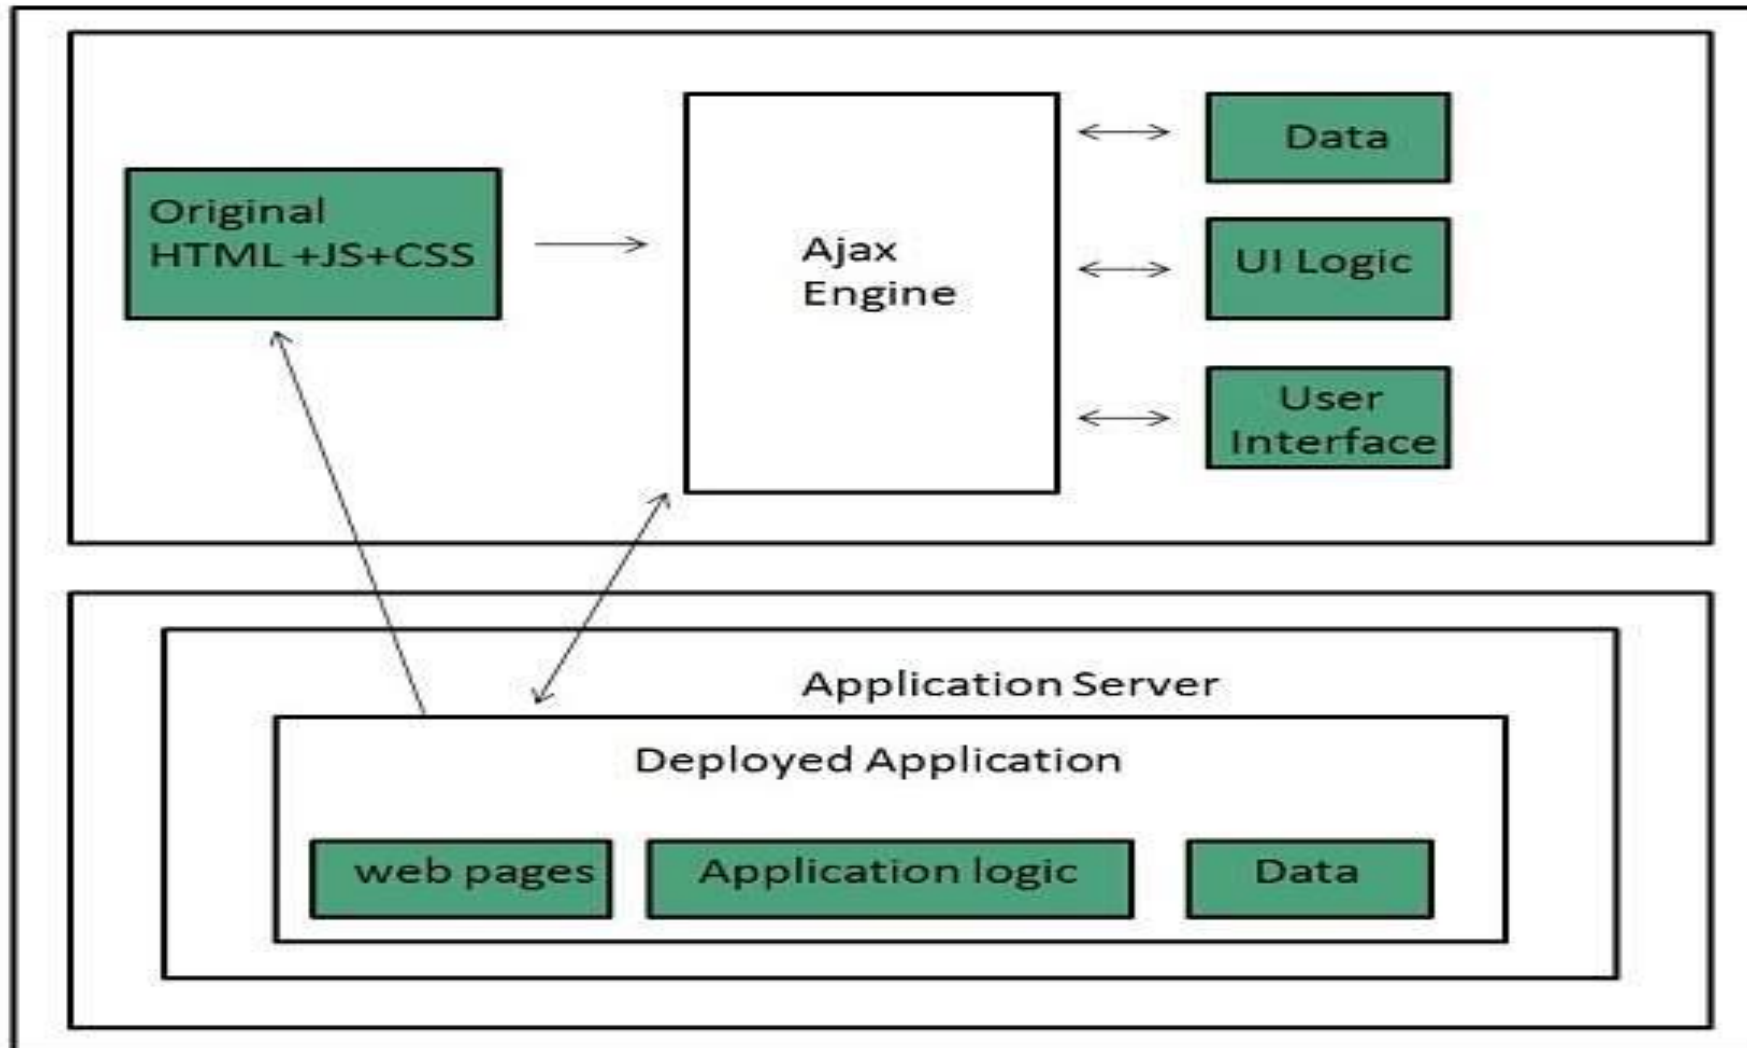 Original
HTML +JS+CSS
Ajax
Engine
Data
UI Logic
User
Interface
Application Server
Deployed Application
web pages
Application logic
Data